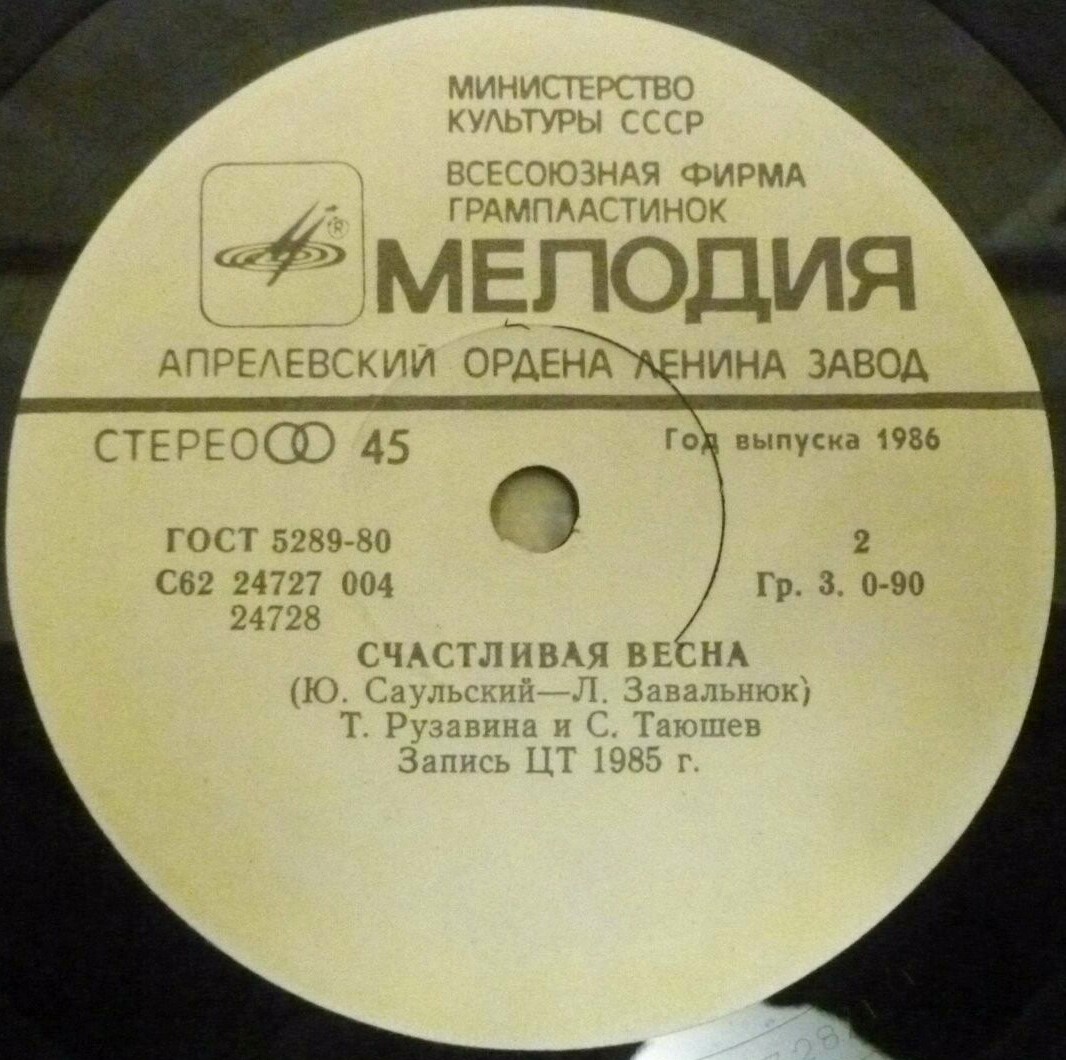 МИНИСТЕРСТВО
КУЛЬТУРЫ СССР
ВСЕСОЮЗНАЯ ФИРМА
ГРАМПЛАСТИНОК
®
МЕЛОДИЯ
АПРЕЛЕВСКИЙ ОРДЕНА ЛЕНИНА ЗАВОД
СТЕРЕО 45 Год выпуска 1986
ГОСТ 5289-80 2
С62 24727 004 Гр. 3. 0-90
24728
СЧАСТЛИВАЯ ВЕСНА
(Ю. Саульский—Л. Завальнюк)
Т. Рузавина и С. Таюшев
Запись ЦТ 1985 г.